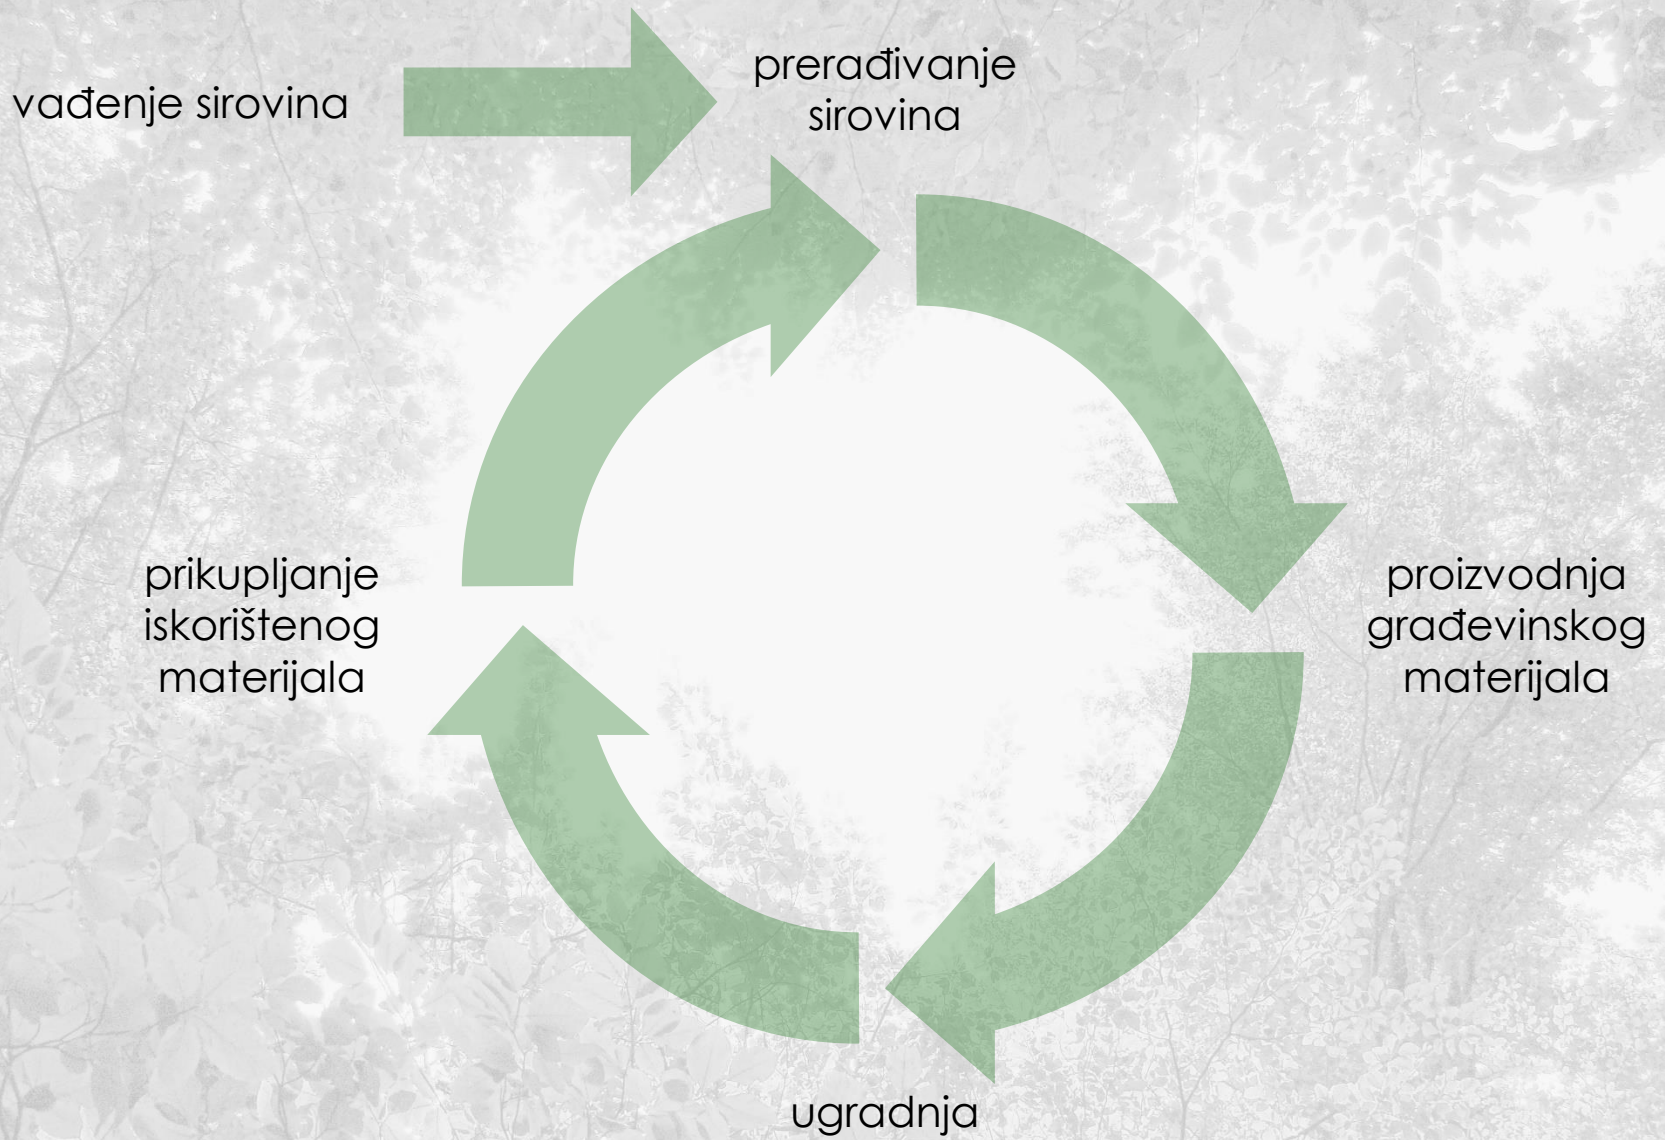 vađenje sirovina
prerađivanje
sirovina
proizvodnja
građevinskog
materijala
ugradnja
prikupljanje
iskorištenog
materijala